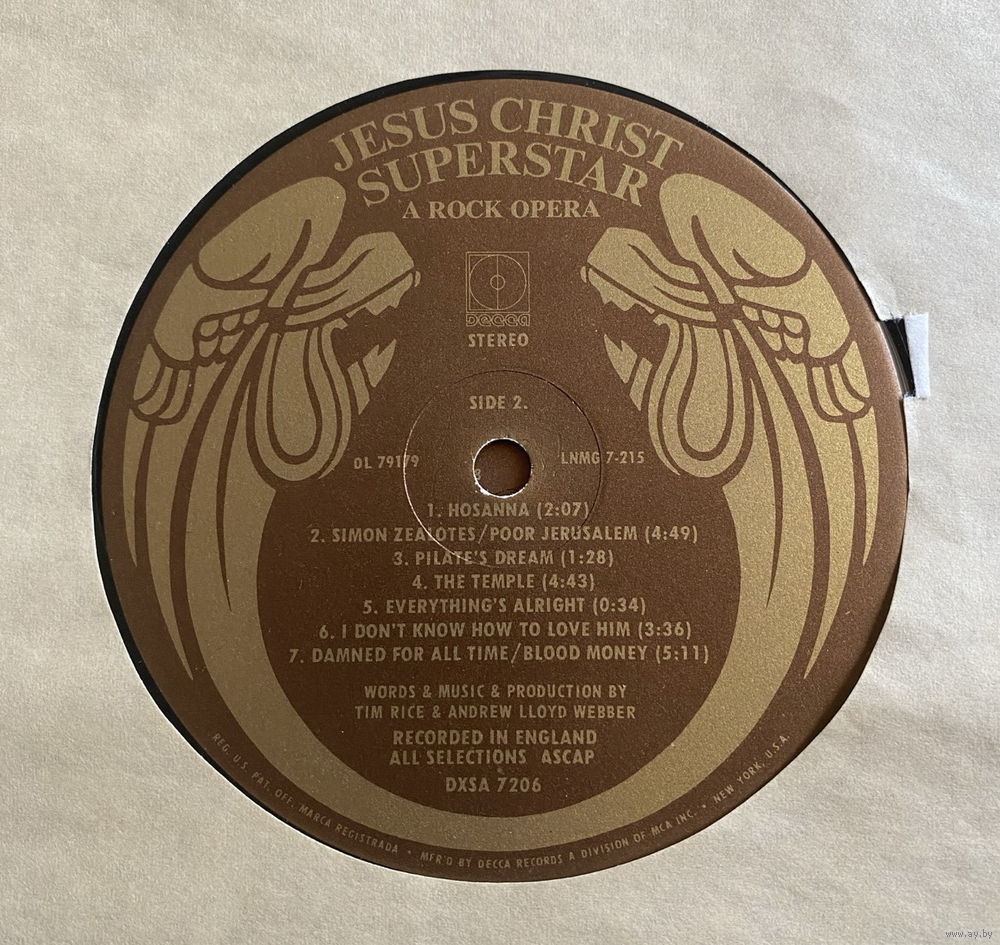 JESUS CHRIST
SUPERSTAR
A ROCK OPERA
DECCA
STEREO
SIDE 2.
DL 79179
LNMG 7-215
1. HOSANNA (2:07)
2. SIMON ZEALOTES/POOR JERUSALEM (4:49)
3. PILATE'S DREAM (1:28)
4. THE TEMPLE (4:43)
5. EVERYTHING'S ALRIGHT (0:34)
6. I DON'T KNOW HOW TO LOVE HIM (3:36)
7. DAMNED FOR ALL TIME/BLOOD MONEY (5:11)
WORDS & MUSIC & PRODUCTION BY
TIM RICE & ANDREW LLOYD WEBBER
RECORDED IN ENGLAND
ALL SELECTIONS ASCAP
DXSA 7206
REG. U.S. PAT. OFF. MARCA REGISTRADA • MFR'D BY DECCA RECORDS A DIVISION OF MCA INC. • NEW YORK, U.S.A.
www.ay.by